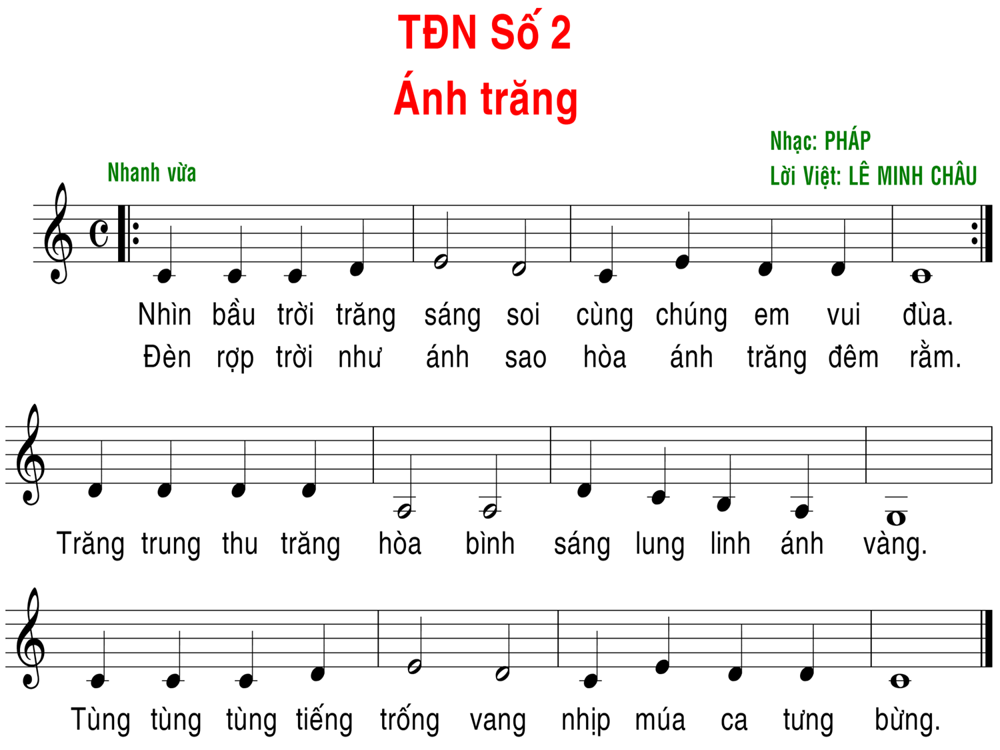 TĐN Số 2
Ánh trăng
Nhạc: PHÁP
Nhanh vừa
Lời Việt: LÊ MINH CHÂU
Nhìn bầu trời trăng sáng soi cùng chúng em vui đùa.
Đèn rợp trời như ánh sao hòa ánh trăng đêm rằm.
Trăng trung thu trăng hòa bình sáng lung linh ánh vàng.
Tùng tùng tùng tiếng trống vang nhịp múa ca tưng bừng.